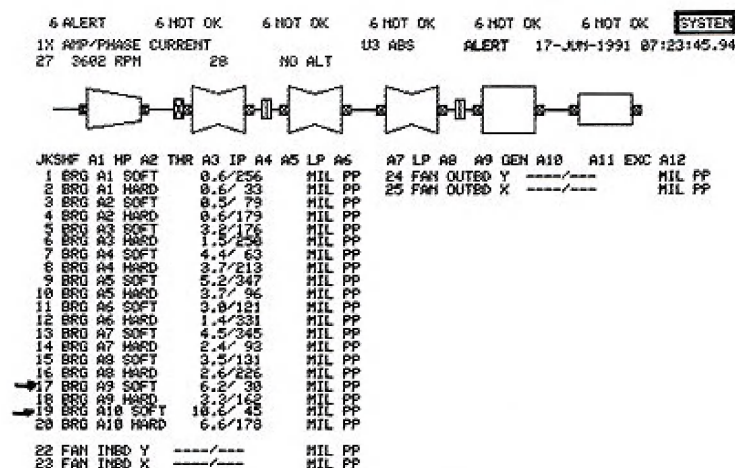 6 ALERT 6 NOT OK 6 NOT OK 6 NOT OK 6 NOT OK 6 NOT OK SYSTEM
1X AMP/PHASE CURRENT U3 ABS ALERT 17-JUN-1991 07:23:45.94
27 3602 RPM 28 NO ALT
JKSHF A1 HP A2 THR A3 IP A4 A5 LP A6 A7 LP A8 A9 GEN A10 A11 EXC A12
1 BRG A1 SOFT 0.6/256 MIL PP 24 FAN OUTBD Y ----/--- MIL PP
2 BRG A1 HARD 0.6/ 33 MIL PP 25 FAN OUTBD X ----/--- MIL PP
3 BRG A2 SOFT 0.5/ 79 MIL PP
4 BRG A2 HARD 0.6/179 MIL PP
5 BRG A3 SOFT 3.2/176 MIL PP
6 BRG A3 HARD 1.5/250 MIL PP
7 BRG A4 SOFT 4.4/ 63 MIL PP
8 BRG A4 HARD 3.7/213 MIL PP
9 BRG A5 SOFT 5.2/347 MIL PP
10 BRG A5 HARD 3.7/ 96 MIL PP
11 BRG A6 SOFT 3.0/121 MIL PP
12 BRG A6 HARD 1.4/331 MIL PP
13 BRG A7 SOFT 4.5/345 MIL PP
14 BRG A7 HARD 2.4/ 93 MIL PP
15 BRG A8 SOFT 3.5/131 MIL PP
16 BRG A8 HARD 2.6/226 MIL PP
17 BRG A9 SOFT 6.2/ 30 MIL PP
18 BRG A9 HARD 3.3/162 MIL PP
19 BRG A10 SOFT 10.6/ 45 MIL PP
20 BRG A10 HARD 6.6/178 MIL PP
22 FAN INBD Y ----/--- MIL PP
23 FAN INBD X ----/--- MIL PP